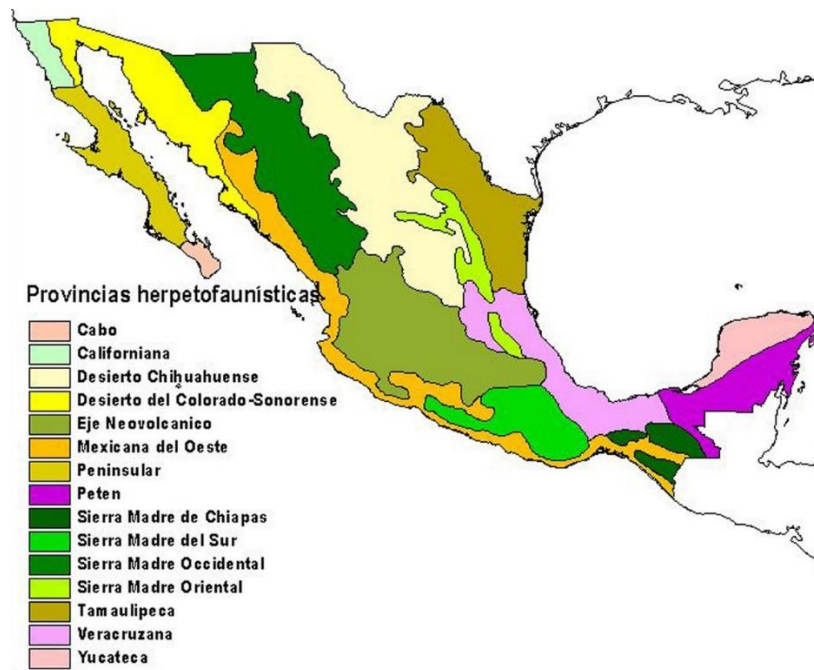 Provincias herpetofaunísticas
Cabo
Californiana
Desierto Chihuahuense
Desierto del Colorado-Sonorense
Eje Neovolcanico
Mexicana del Oeste
Peninsular
Peten
Sierra Madre de Chiapas
Sierra Madre del Sur
Sierra Madre Occidental
Sierra Madre Oriental
Tamaulipeca
Veracruzana
Yucateca